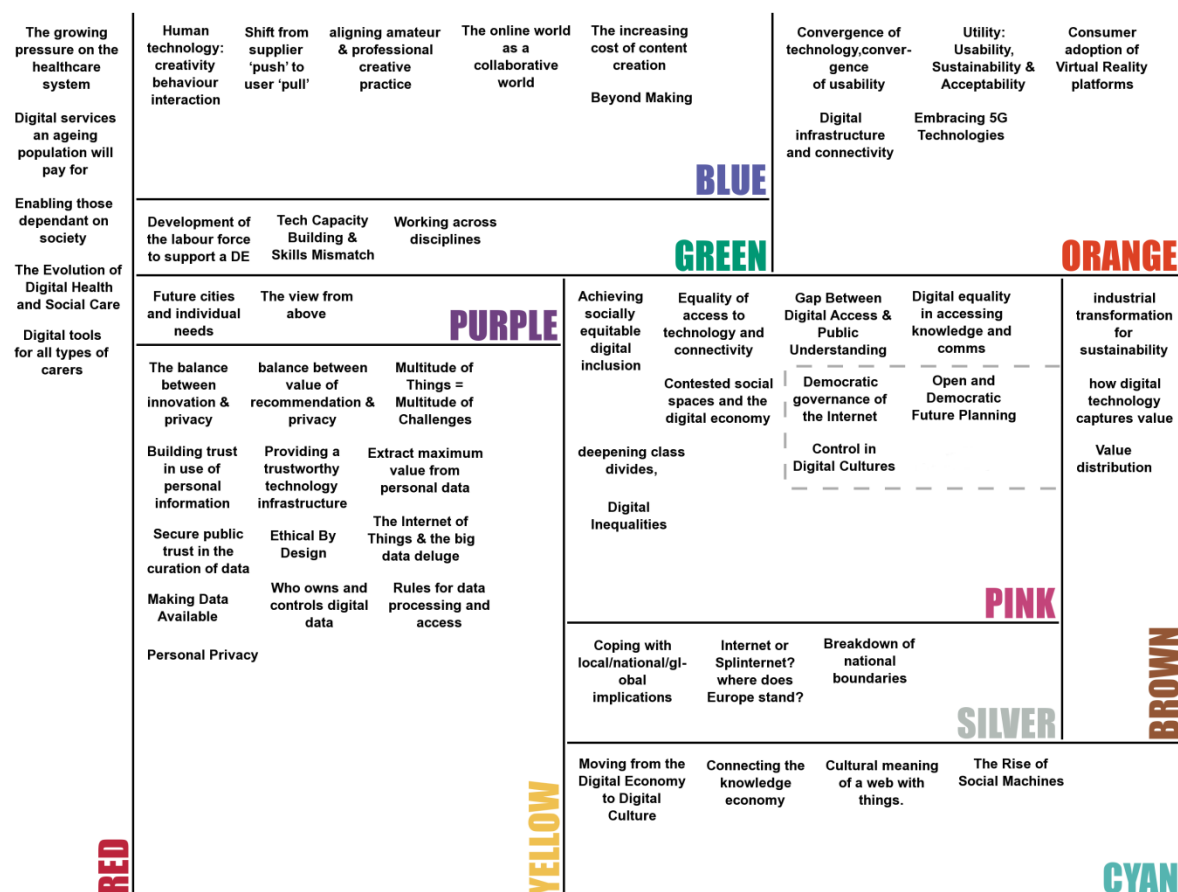 The growing
pressure on the
healthcare
system
Digital services
an ageing
population will
pay for
Enabling those
dependant on
society
The Evolution of
Digital Health
and Social Care
Digital tools
for all types of
carers
RED
Human
technology:
creativity
behaviour
interaction
Shift from
supplier
‘push’ to
user ‘pull’
aligning amateur
& professional
creative
practice
The online world
as a
collaborative
world
The increasing
cost of content
creation
Beyond Making
BLUE
Convergence of
technology,conver-
gence
of usability
Utility:
Usability,
Sustainability &
Acceptability
Consumer
adoption of
Virtual Reality
platforms
Digital
infrastructure
and connectivity
Embracing 5G
Technologies
ORANGE
Development of
the labour force
to support a DE
Tech Capacity
Building &
Skills Mismatch
Working across
disciplines
GREEN
Future cities
and individual
needs
The view from
above
PURPLE
The balance
between
innovation &
privacy
balance between
value of
recommendation &
privacy
Multitude of
Things =
Multitude of
Challenges
Building trust
in use of
personal
information
Providing a
trustworthy
technology
infrastructure
Extract maximum
value from
personal data
Secure public
trust in the
curation of data
Ethical By
Design
The Internet of
Things & the big
data deluge
Making Data
Available
Who owns and
controls digital
data
Rules for data
processing and
access
Personal Privacy
YELLOW
Achieving
socially
equitable
digital
inclusion
Equality of
access to
technology and
connectivity
Gap Between
Digital Access &
Public
Understanding
Digital equality
in accessing
knowledge and
comms
Contested social
spaces and the
digital economy
Democratic
governance of
the Internet
Open and
Democratic
Future Planning
deepening class
divides,
Control in
Digital Cultures
Digital
Inequalities
PINK
industrial
transformation
for
sustainability
how digital
technology
captures value
Value
distribution
BROWN
Coping with
local/national/gl-
obal
implications
Internet or
Splinternet?
where does
Europe stand?
Breakdown of
national
boundaries
SILVER
Moving from the
Digital Economy
to Digital
Culture
Connecting the
knowledge
economy
Cultural meaning
of a web with
things.
The Rise of
Social Machines
CYAN